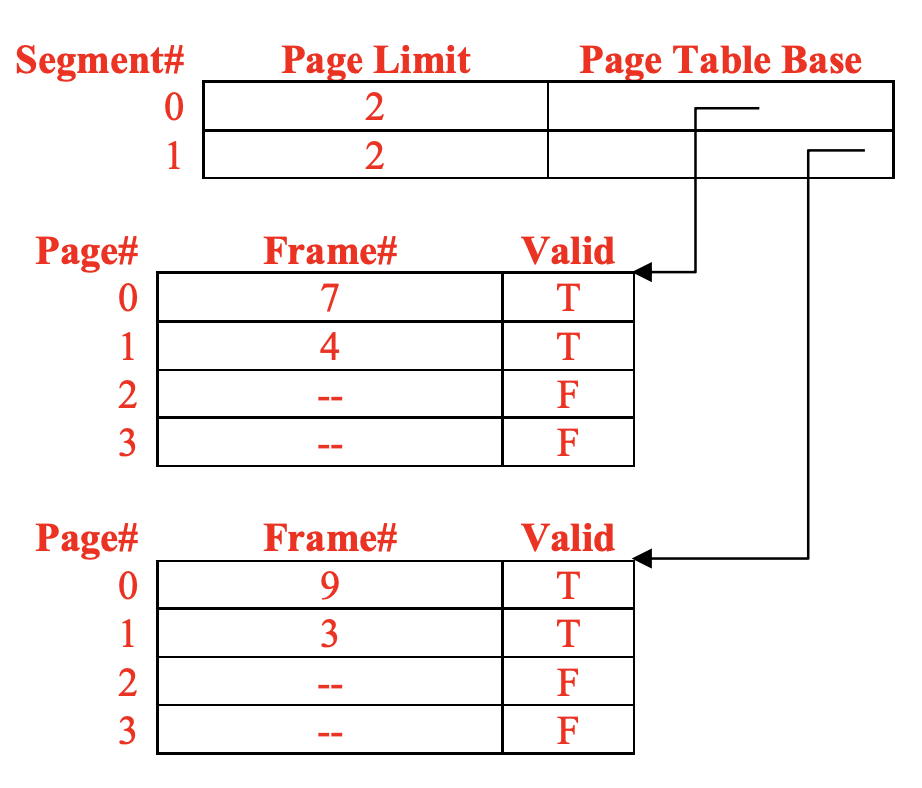 Segment# Page Limit Page Table Base
0 2
1 2
Page# Frame# Valid
0 7 T
1 4 T
2 -- F
3 -- F
Page# Frame# Valid
0 9 T
1 3 T
2 -- F
3 -- F